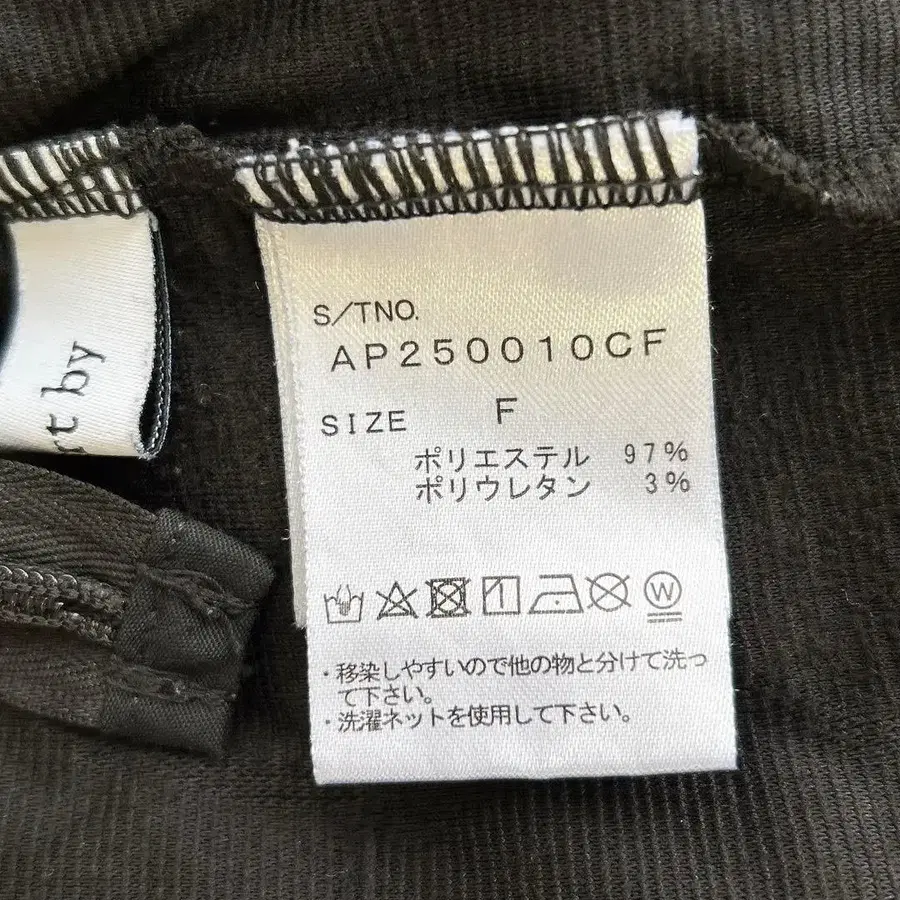 rt by
S/TNO.
AP250010CF
SIZE F
ポリエステル 97%
ポリウレタン 3%
W
・移染しやすいので他の物と分けて洗っ
て下さい。
・洗濯ネットを使用して下さい。